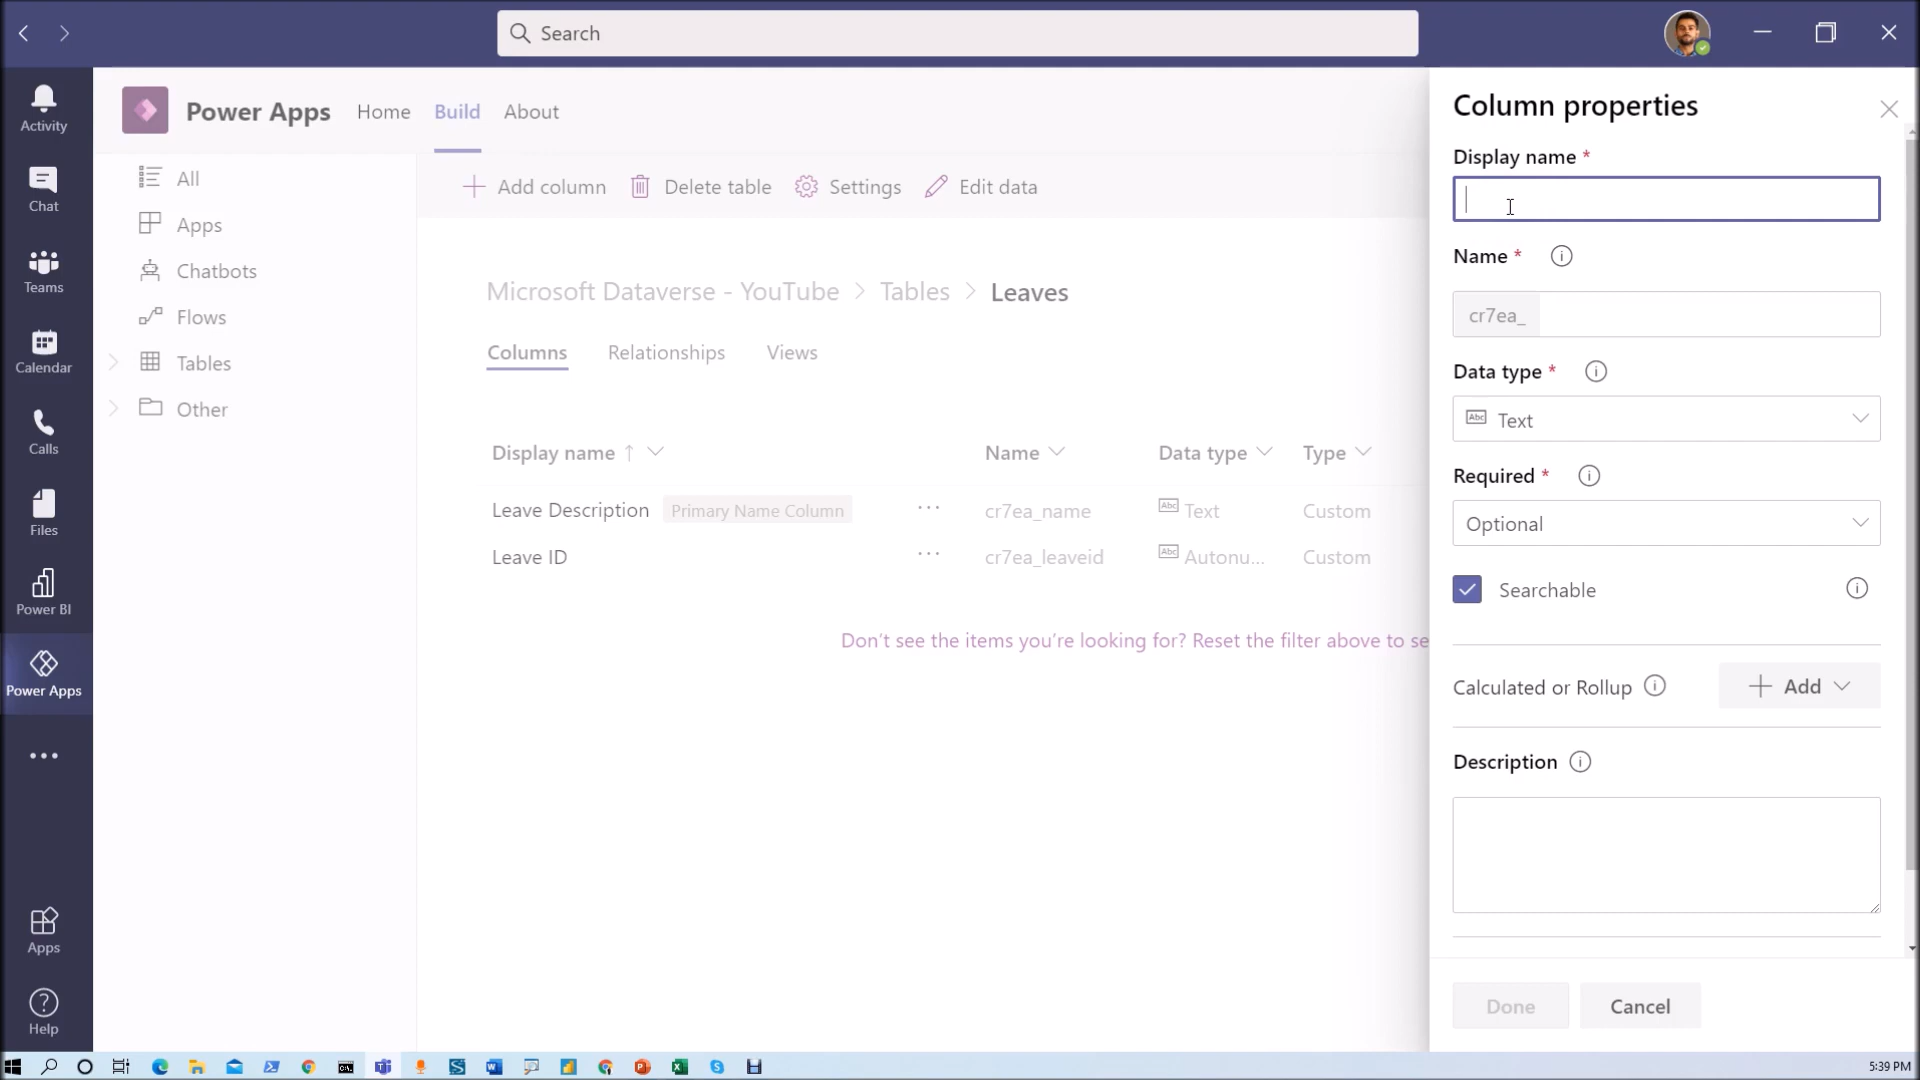 Search
Activity
Chat
Teams
Calendar
Calls
Files
Power BI
Power Apps
Apps
Help
Power Apps Home Build About
All
Apps
Chatbots
Flows
Tables
Other
Add column Delete table Settings Edit data
Microsoft Dataverse - YouTube > Tables > Leaves
Columns Relationships Views
Display name ↑ Name Data type Type
Leave Description Primary Name Column ... cr7ea_name Abc Text Custom
Leave ID ... cr7ea_leaveid Abc Autonu... Custom
Don't see the items you're looking for? Reset the filter above to se
Column properties
Display name *
Name *
cr7ea_
Data type *
Abc Text
Required *
Optional
Searchable
Calculated or Rollup + Add
Description
Done Cancel
5:39 PM